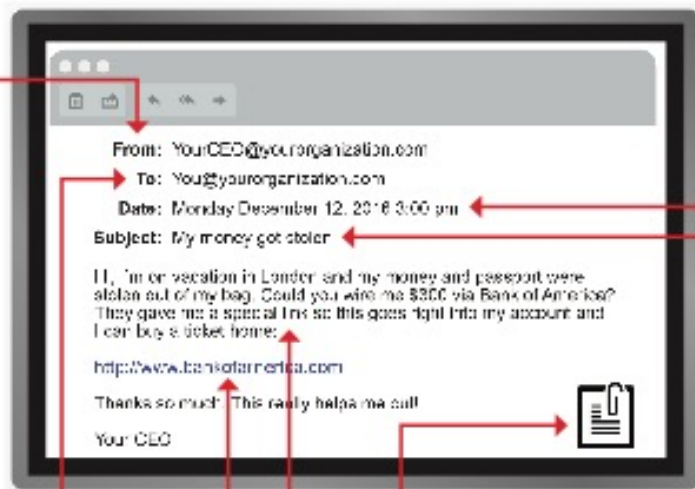 From: YourCEO@yourorganization.com
To: You@yourorganization.com
Date: Monday December 12, 2016 3:00 pm
Subject: My money got stolen
Hi, I'm on vacation in London and my money and passport were
stolen out of my bag. Could you wire me $300 via Bank of America?
They gave me a special link so this goes right into my account and
I can buy a ticket home:
http://www.bankofarnerica.com
Thanks so much. This really helps me out!
Your CEO